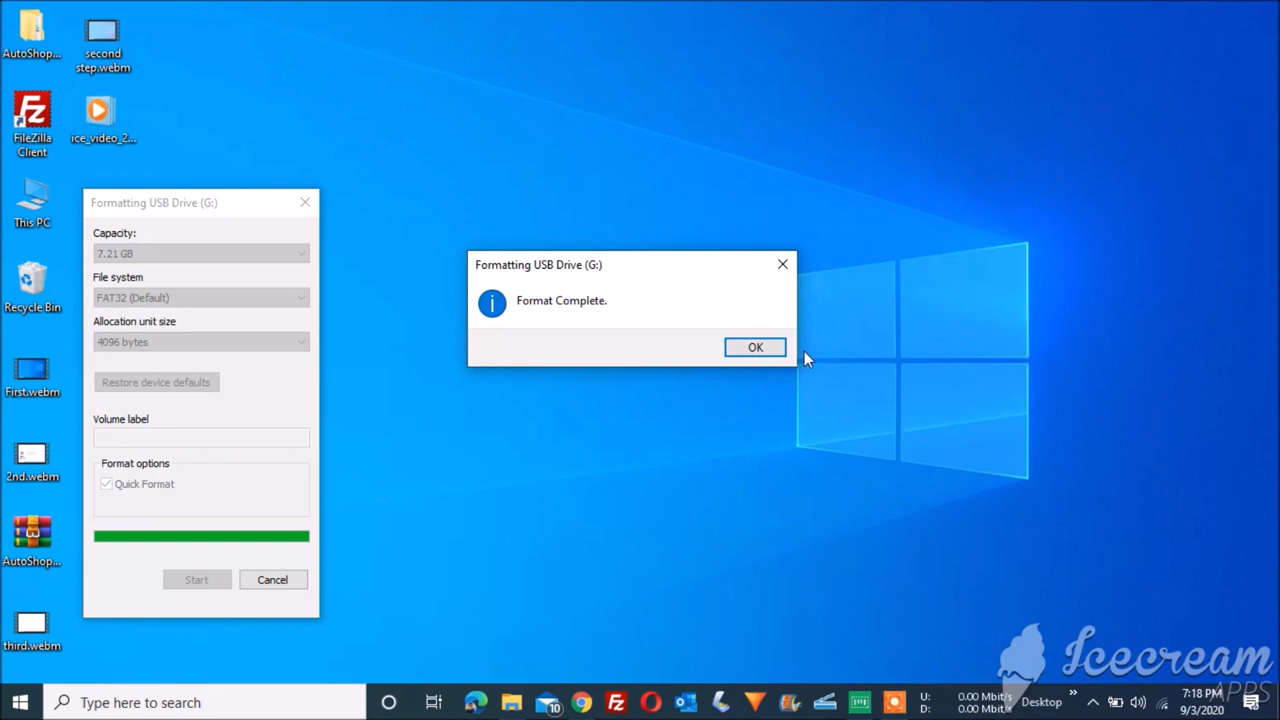 AutoShop...
second
step.webm
FileZilla
Client
ice_video_2...
This PC
Recycle Bin
First.webm
2nd.webm
AutoShop...
third.webm
Formatting USB Drive (G:)
Capacity:
7.21 GB
File system
FAT32 (Default)
Allocation unit size
4096 bytes
Restore device defaults
Volume label
Format options
Quick Format
Start
Cancel
Formatting USB Drive (G:)
Format Complete.
OK
Icecream
APPS
Type here to search
10
U:
D:
0.00 Mbit/s
0.00 Mbit/s
Desktop
7:18 PM
9/3/2020